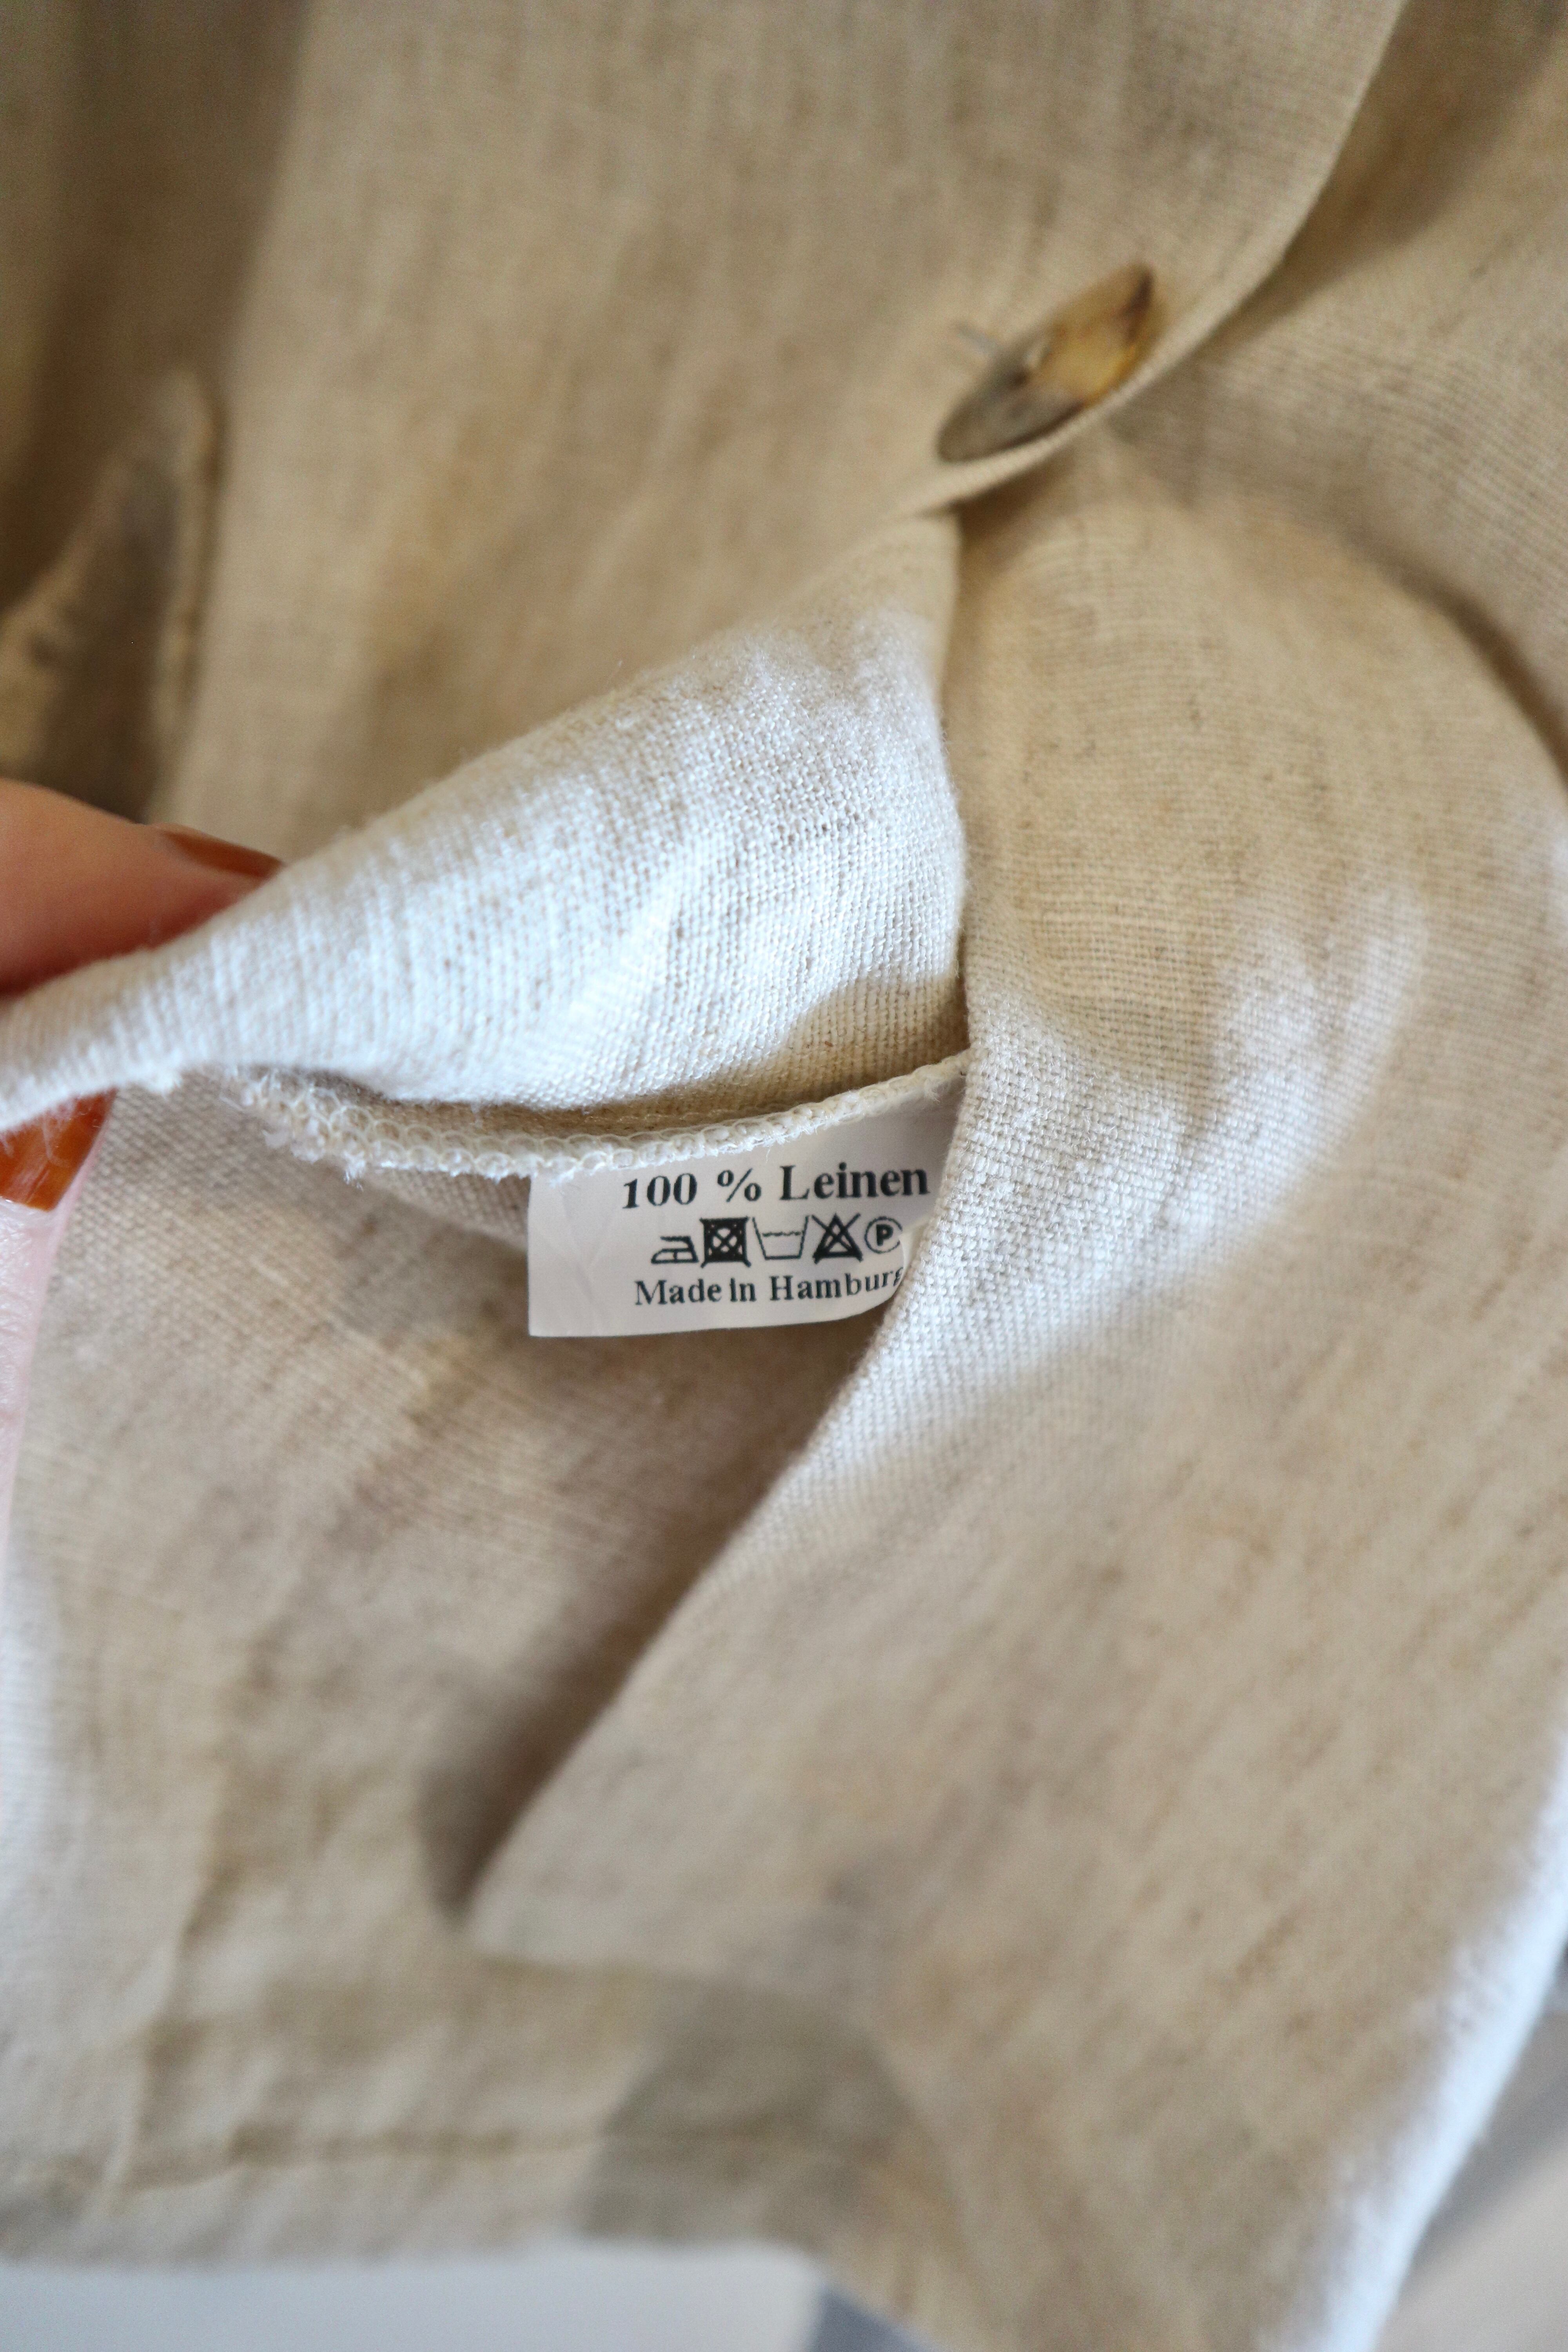 100 % Leinen
P
Made in Hamburg